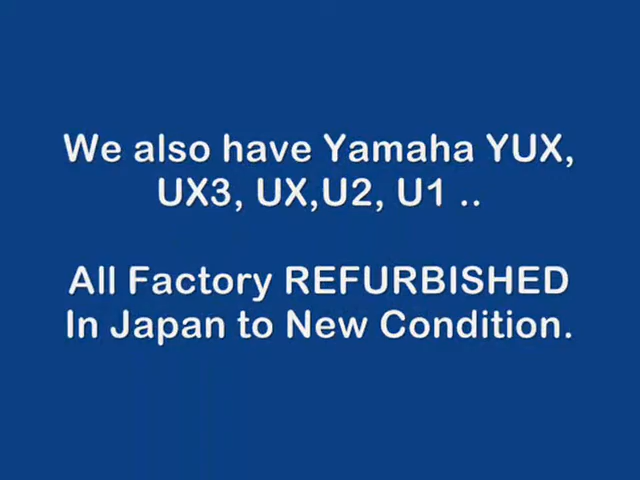 We also have Yamaha YUX,
UX3, UX,U2, U1 ..
All Factory REFURBISHED
In Japan to New Condition.